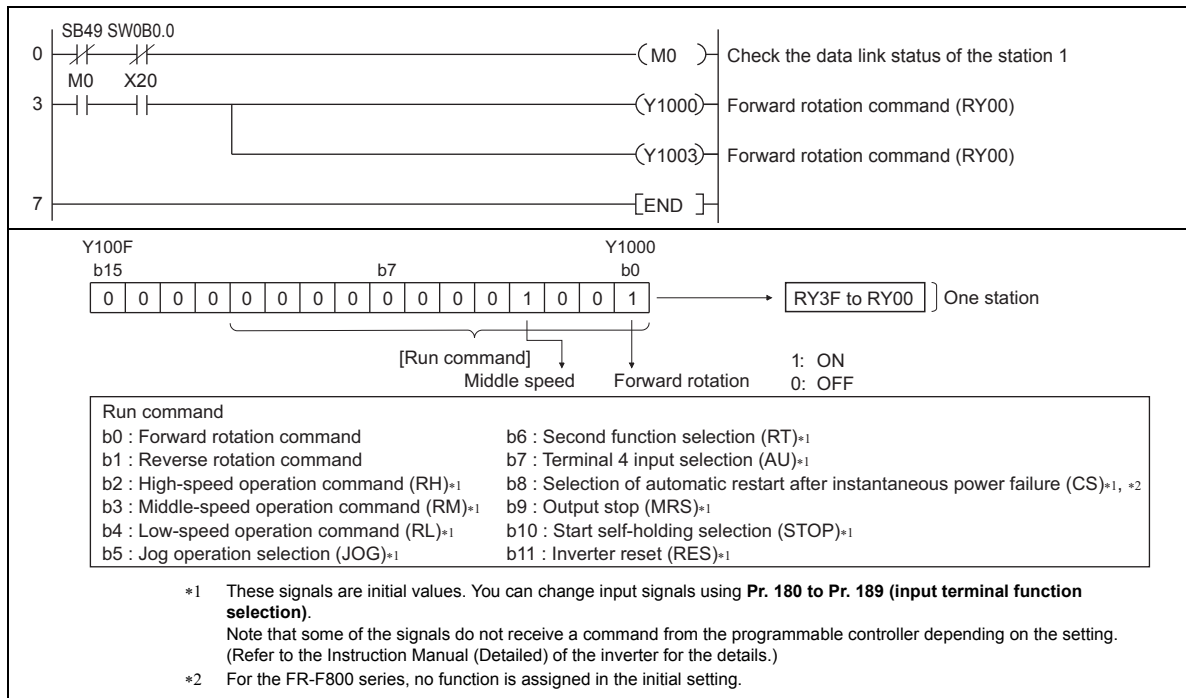 SB49 SW0B0.0
0 M0 Check the data link status of the station 1
M0 X20
3 Y1000 Forward rotation command (RY00)
Y1003 Forward rotation command (RY00)
7 END
Y100F Y1000
b15 b7 b0
0 0 0 0 0 0 0 0 0 0 0 0 1 0 0 1 RY3F to RY00 One station
[Run command] 1: ON
Middle speed Forward rotation 0: OFF
Run command
b0 : Forward rotation command
b1 : Reverse rotation command
b2 : High-speed operation command (RH)*1
b3 : Middle-speed operation command (RM)*1
b4 : Low-speed operation command (RL)*1
b5 : Jog operation selection (JOG)*1
b6 : Second function selection (RT)*1
b7 : Terminal 4 input selection (AU)*1
b8 : Selection of automatic restart after instantaneous power failure (CS)*1, *2
b9 : Output stop (MRS)*1
b10 : Start self-holding selection (STOP)*1
b11 : Inverter reset (RES)*1
*1 These signals are initial values. You can change input signals using Pr. 180 to Pr. 189 (input terminal function
selection).
Note that some of the signals do not receive a command from the programmable controller depending on the setting.
(Refer to the Instruction Manual (Detailed) of the inverter for the details.)
*2 For the FR-F800 series, no function is assigned in the initial setting.